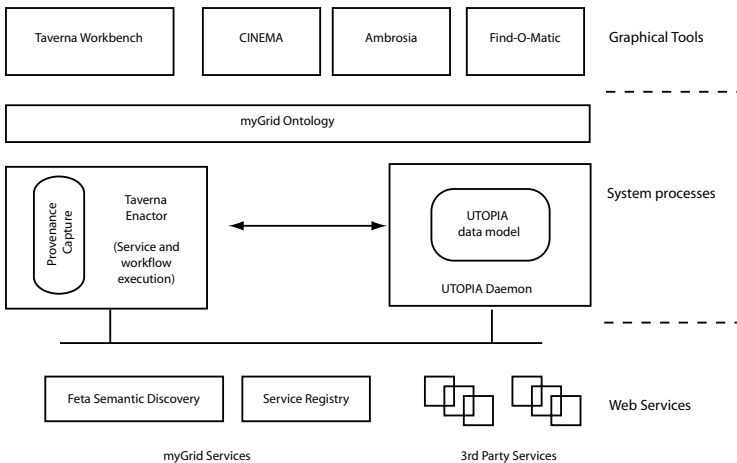 Taverna Workbench
CINEMA
Ambrosia
Find-O-Matic
Graphical Tools
myGrid Ontology
System processes
Provenance
Capture
Taverna
Enactor
(Service and
workflow
execution)
UTOPIA
data model
UTOPIA Daemon
Feta Semantic Discovery
Service Registry
Web Services
myGrid Services
3rd Party Services